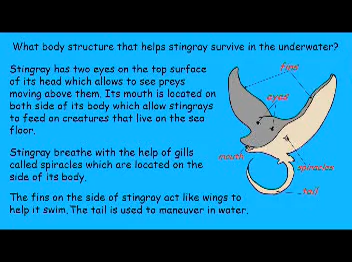 What body structure that helps stingray survive in the underwater?
Stingray has two eyes on the top surface
of its head which allows to see preys
moving above them. Its mouth is located on
both side of its body which allow stingrays
to feed on creatures that live on the sea
floor.
Stingray breathe with the help of gills
called spiracles which are located on the
side of its body.
The fins on the side of stingray act like wings to
help it swim. The tail is used to maneuver in water.
fins
eyes
mouth
spiracles
tail